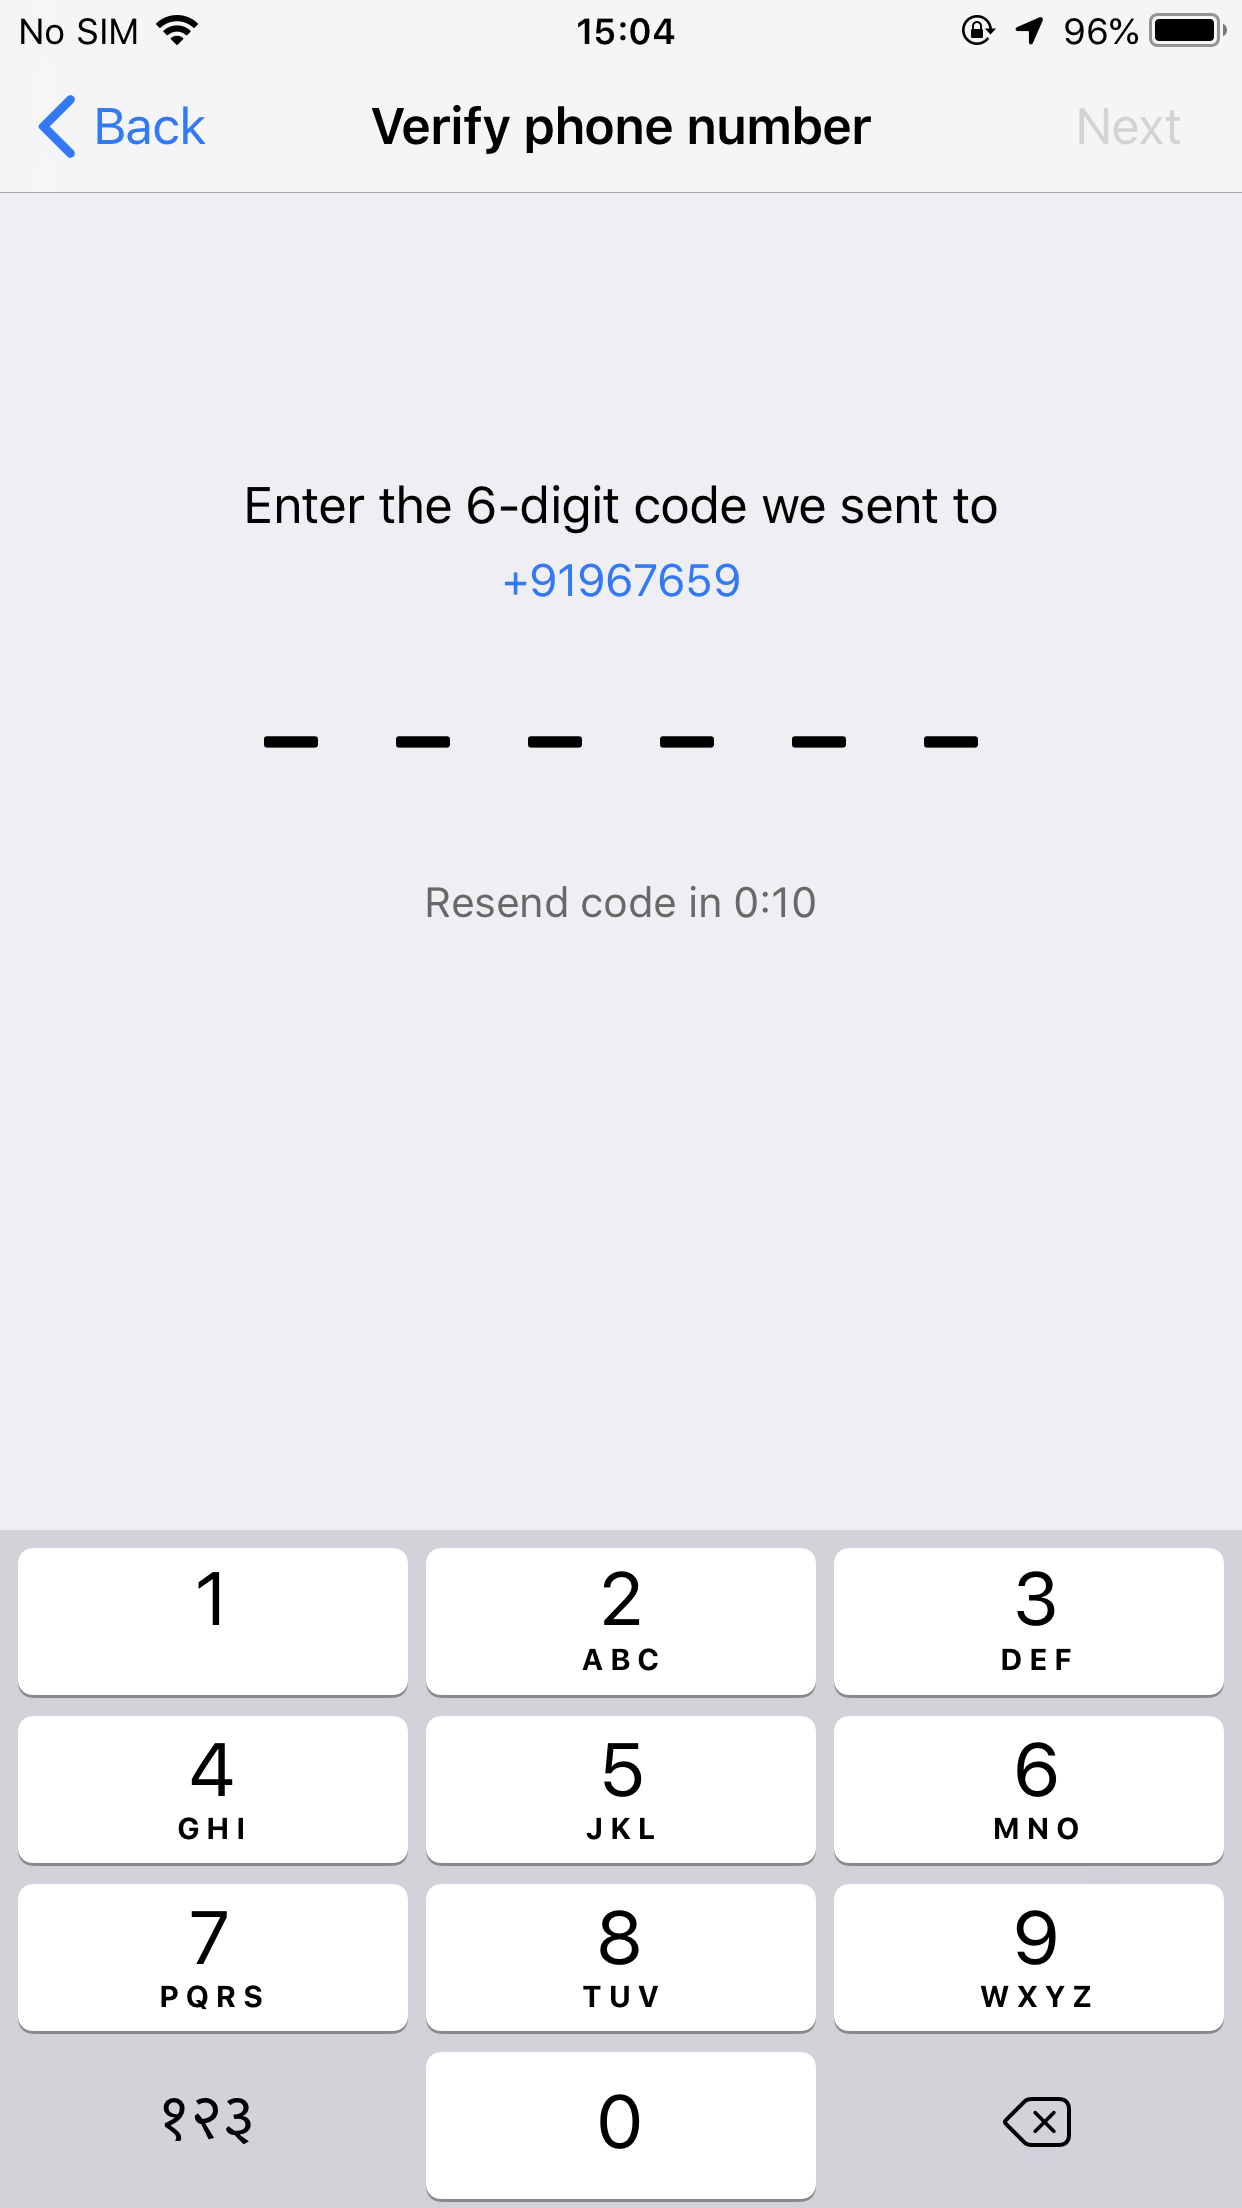 No SIM 15:04 96%
Back Verify phone number Next
Enter the 6-digit code we sent to
+91967659
Resend code in 0:10
1 2 3
ABC DEF
4 5 6
GHI JKL MNO
7 8 9
PQRS TUV WXYZ
१२३ 0